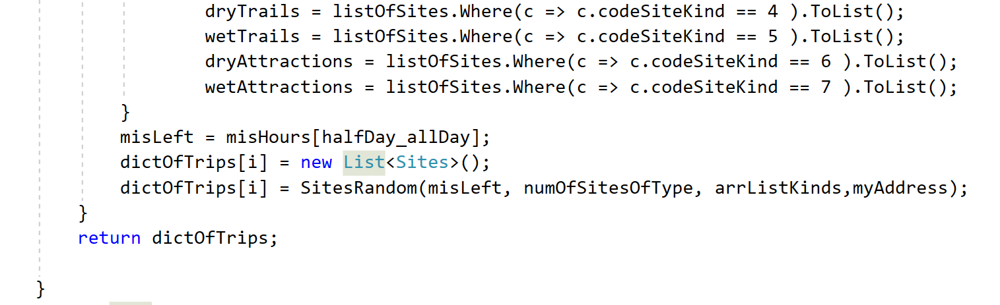 dryTrails = listOfSites.Where(c => c.codeSiteKind == 4 ).ToList();
wetTrails = listOfSites.Where(c => c.codeSiteKind == 5 ).ToList();
dryAttractions = listOfSites.Where(c => c.codeSiteKind == 6 ).ToList();
wetAttractions = listOfSites.Where(c => c.codeSiteKind == 7 ).ToList();
}
misLeft = misHours[halfDay_allDay];
dictOfTrips[i] = new List<Sites>();
dictOfTrips[i] = SitesRandom(misLeft, numOfSitesOfType, arrListKinds,myAddress);
}
return dictOfTrips;
}